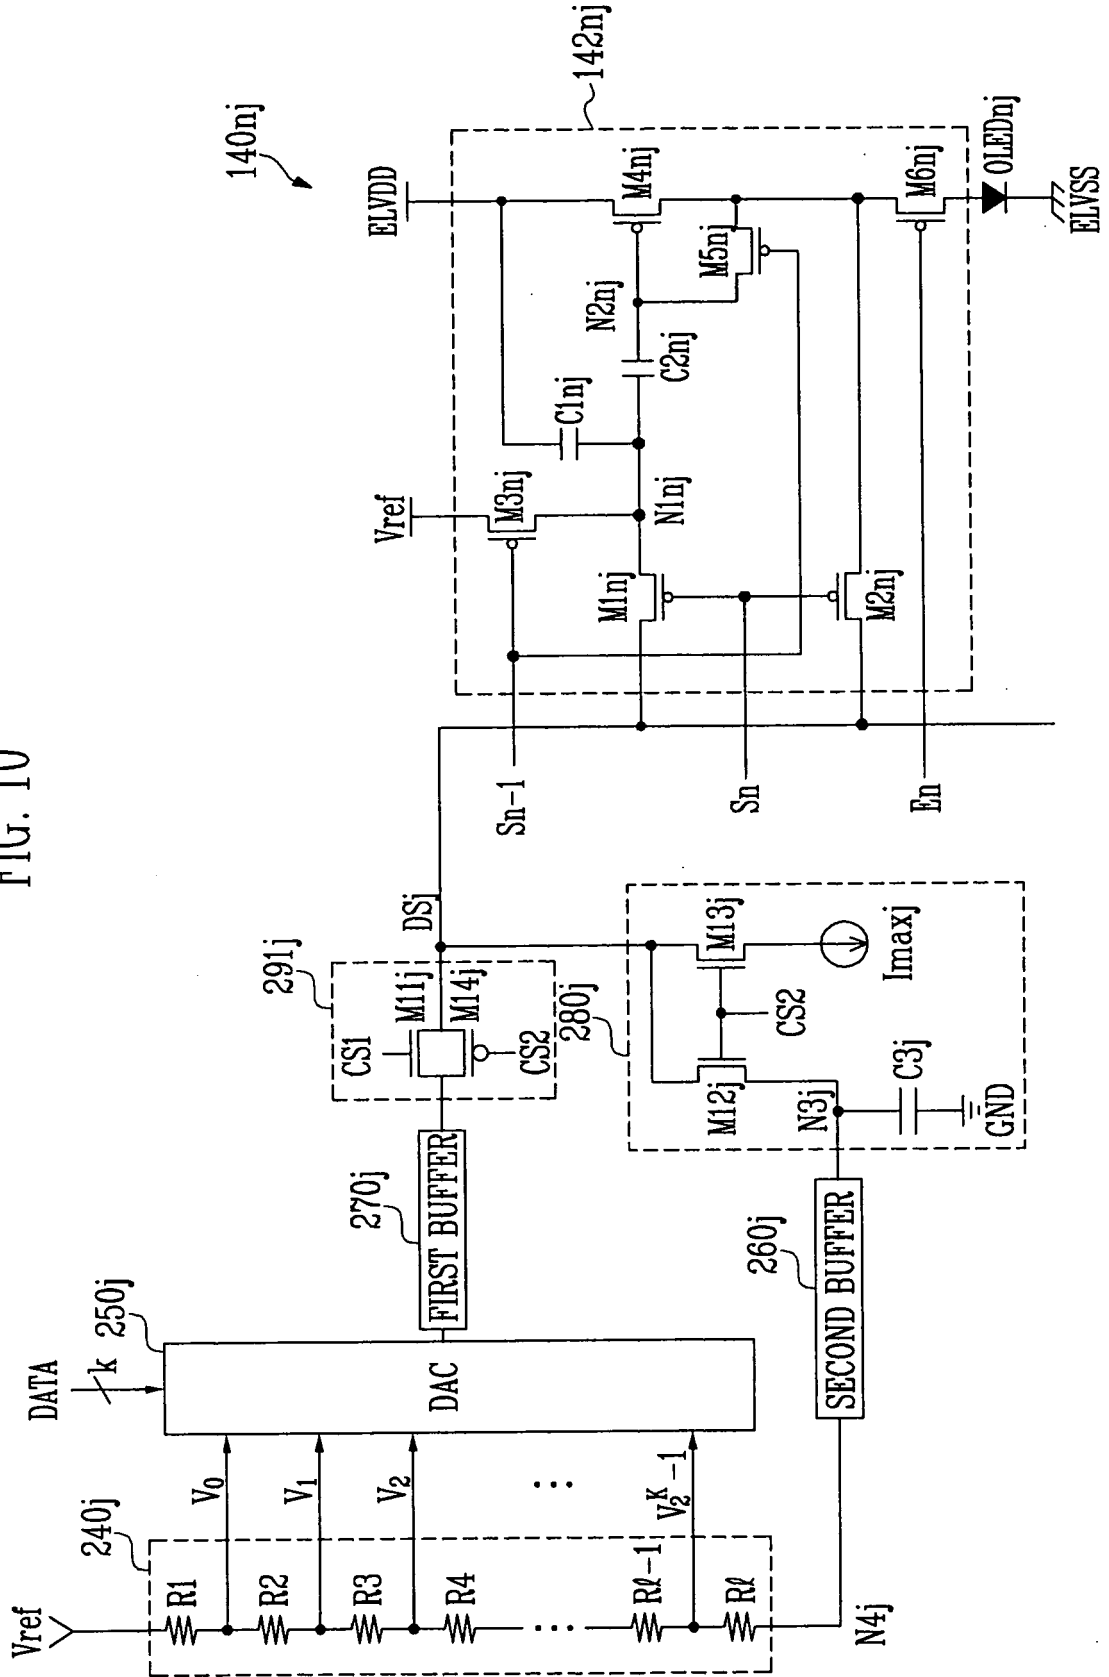 FIG. 10
Vref
240j
R1
R2
R3
R4
...
Rℓ-1
Rℓ
N4j
V0
V1
V2
...
V2^K-1
DATA
k
250j
DAC
270j
FIRST BUFFER
260j
SECOND BUFFER
291j
CS1
M11j
M14j
CS2
DSj
280j
M12j
M13j
CS2
N3j
C3j
GND
Imaxj
Sn-1
Sn
En
140nj
142nj
Vref
ELVDD
M3nj
C1nj
N1nj
M1nj
M2nj
C2nj
N2nj
M4nj
M5nj
M6nj
OLEDnj
ELVSS